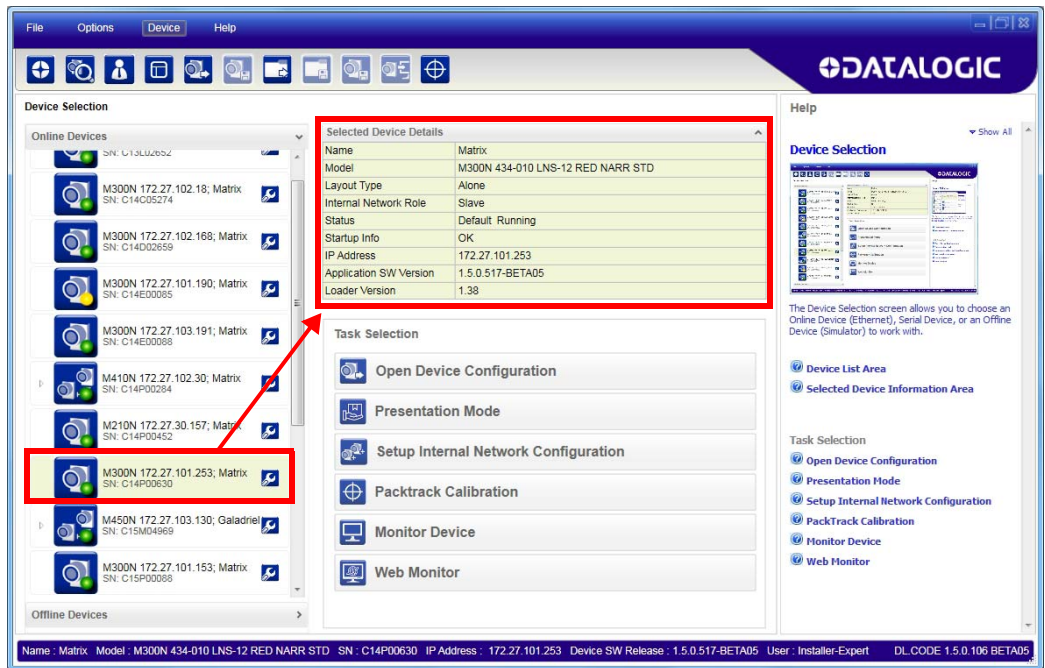 File Options Device Help
DATALOGIC
Device Selection
Online Devices
SN: C13L02652
M300N 172.27.102.18; Matrix
SN: C14C05274
M300N 172.27.102.168; Matrix
SN: C14D02659
M300N 172.27.101.190; Matrix
SN: C14E00085
M300N 172.27.103.191; Matrix
SN: C14E00088
M410N 172.27.102.30; Matrix
SN: C14P00284
M210N 172.27.30.157; Matrix
SN: C14P00452
M300N 172.27.101.253; Matrix
SN: C14P00630
M450N 172.27.103.130; Galadriel
SN: C15M04969
M300N 172.27.101.153; Matrix
SN: C15P00088
Offline Devices
Selected Device Details
Name Matrix
Model M300N 434-010 LNS-12 RED NARR STD
Layout Type Alone
Internal Network Role Slave
Status Default Running
Startup Info OK
IP Address 172.27.101.253
Application SW Version 1.5.0.517-BETA05
Loader Version 1.38
Task Selection
Open Device Configuration
Presentation Mode
Setup Internal Network Configuration
Packtrack Calibration
Monitor Device
Web Monitor
Help
Show All
Device Selection
DATALOGIC
The Device Selection screen allows you to choose an
Online Device (Ethernet), Serial Device, or an Offline
Device (Simulator) to work with.
Device List Area
Selected Device Information Area
Task Selection
Open Device Configuration
Presentation Mode
Setup Internal Network Configuration
PackTrack Calibration
Monitor Device
Web Monitor
Name : Matrix Model : M300N 434-010 LNS-12 RED NARR STD SN : C14P00630 IP Address : 172.27.101.253 Device SW Release : 1.5.0.517-BETA05 User : Installer-Expert DL.CODE 1.5.0.106 BETA05